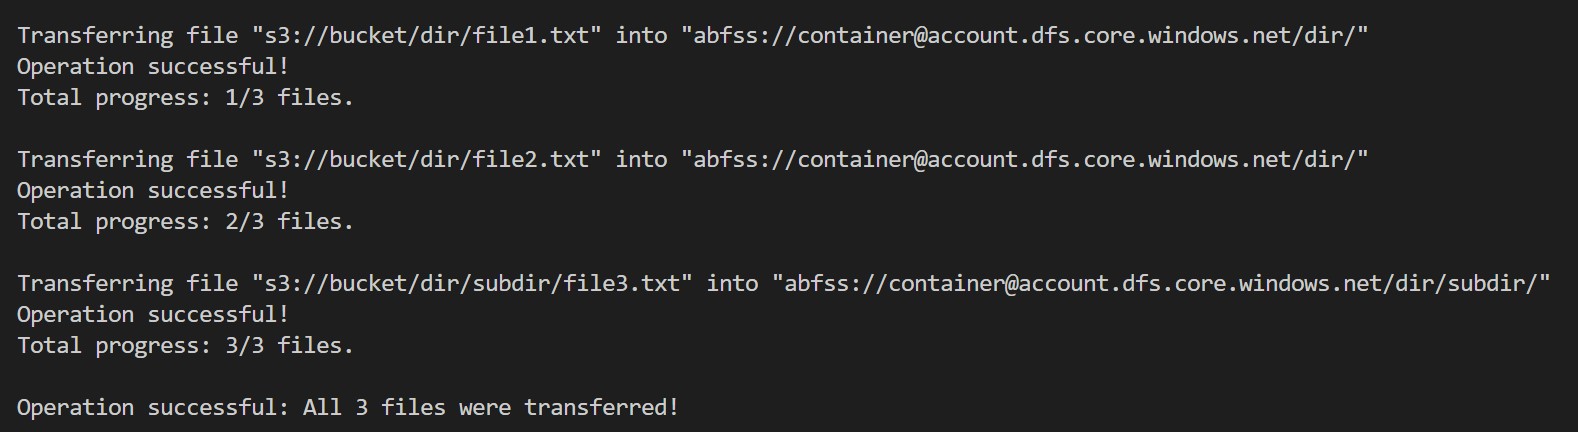 Transferring file "s3://bucket/dir/file1.txt" into "abfss://container@account.dfs.core.windows.net/dir/"
Operation successful!
Total progress: 1/3 files.
Transferring file "s3://bucket/dir/file2.txt" into "abfss://container@account.dfs.core.windows.net/dir/"
Operation successful!
Total progress: 2/3 files.
Transferring file "s3://bucket/dir/subdir/file3.txt" into "abfss://container@account.dfs.core.windows.net/dir/subdir/"
Operation successful!
Total progress: 3/3 files.
Operation successful: All 3 files were transferred!